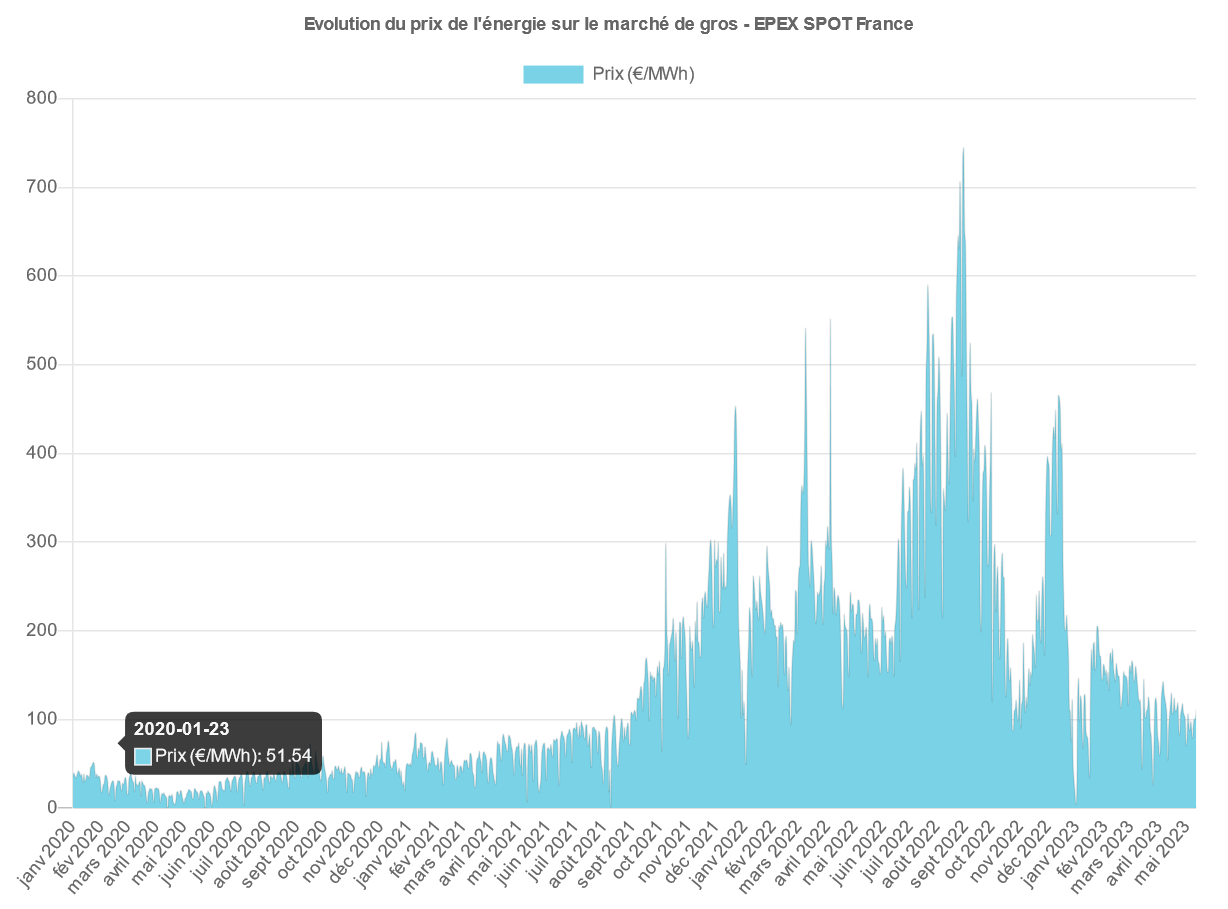 Evolution du prix de l'énergie sur le marché de gros - EPEX SPOT France
Prix (€/MWh)
800
700
600
500
400
300
200
100
0
2020-01-23
Prix (€/MWh): 51.54
janv 2020
fév 2020
mars 2020
avril 2020
mai 2020
juin 2020
juil 2020
août 2020
sept 2020
oct 2020
nov 2020
déc 2020
janv 2021
fév 2021
mars 2021
avril 2021
mai 2021
juin 2021
juil 2021
août 2021
sept 2021
oct 2021
nov 2021
déc 2021
janv 2022
fév 2022
mars 2022
avril 2022
mai 2022
juin 2022
juil 2022
août 2022
sept 2022
oct 2022
nov 2022
déc 2022
janv 2023
fév 2023
mars 2023
avril 2023
mai 2023